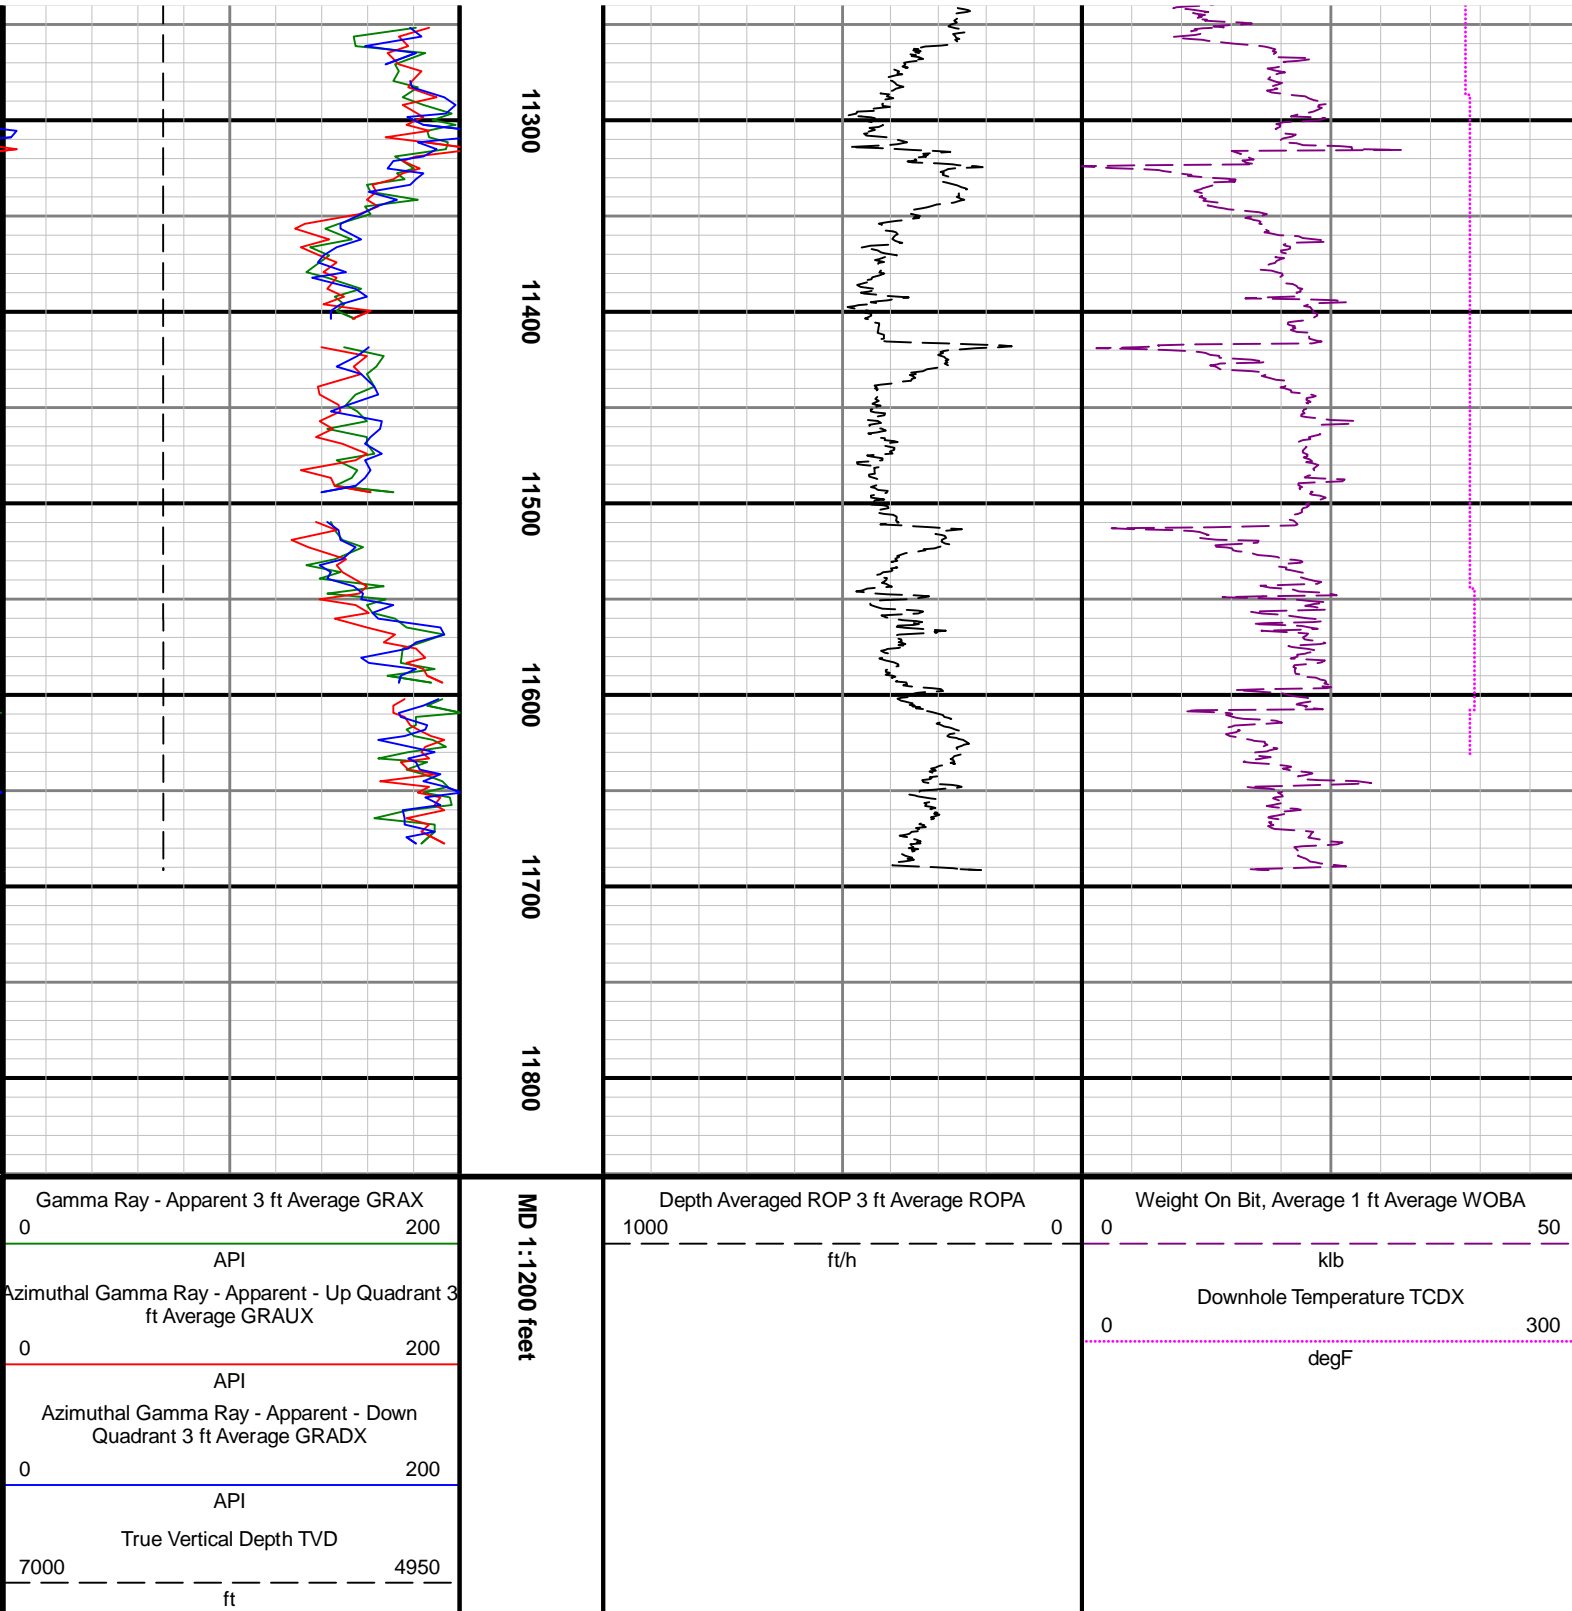 11300
11400
11500
11600
11700
11800
MD 1:1200 feet
Gamma Ray - Apparent 3 ft Average GRAX
0 200
API
Azimuthal Gamma Ray - Apparent - Up Quadrant 3
ft Average GRAUX
0 200
API
Azimuthal Gamma Ray - Apparent - Down
Quadrant 3 ft Average GRADX
0 200
API
True Vertical Depth TVD
7000 4950
ft
Depth Averaged ROP 3 ft Average ROPA
1000 0
ft/h
Weight On Bit, Average 1 ft Average WOBA
0 50
klb
Downhole Temperature TCDX
0 300
degF